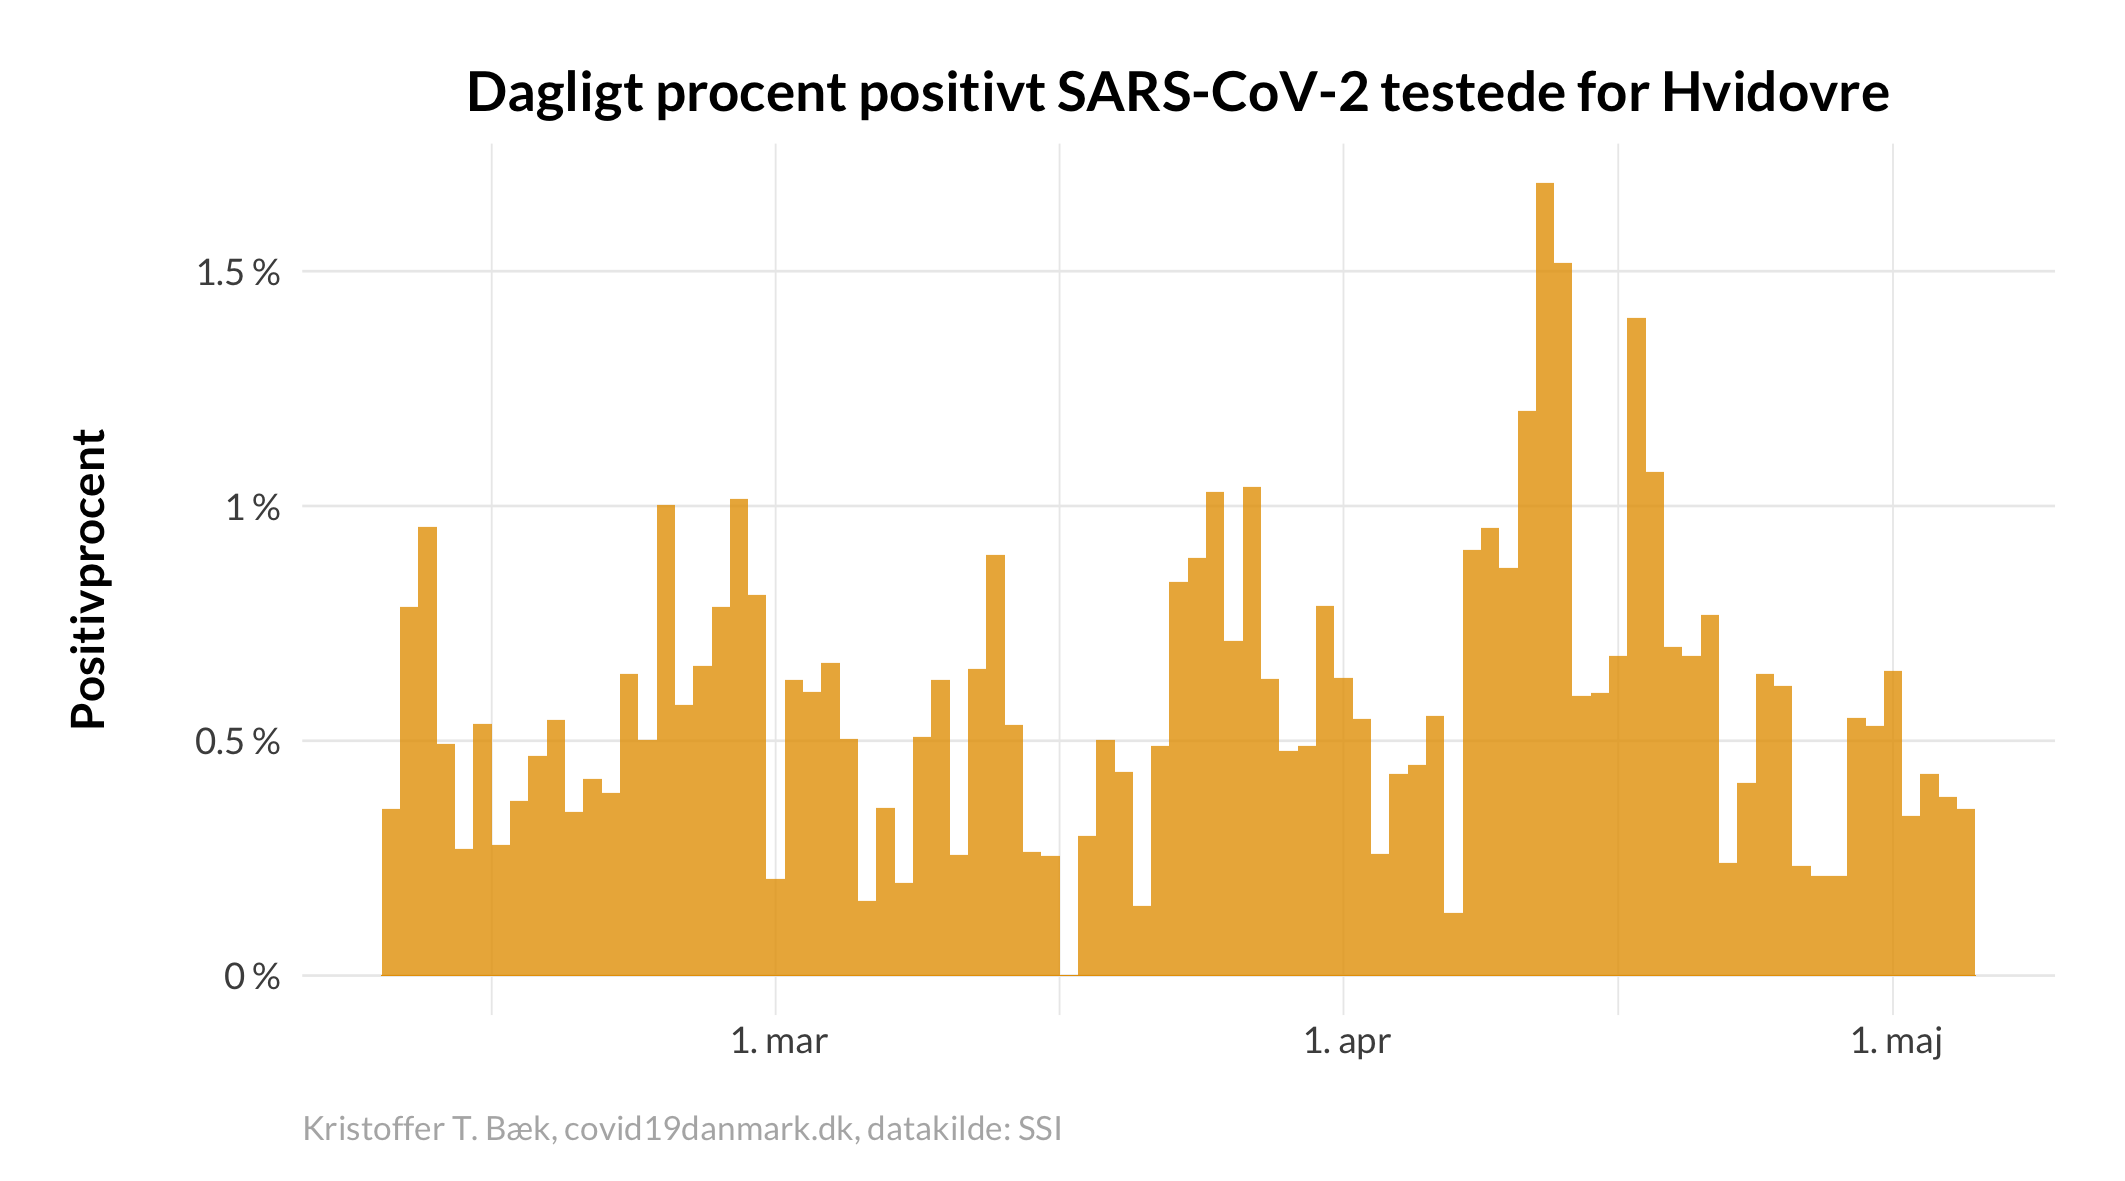 Dagligt procent positivt SARS-CoV-2 testede for Hvidovre
Positivprocent
1.5 %
1 %
0.5 %
0 %
1. mar
1. apr
1. maj
Kristoffer T. Bæk, covid19danmark.dk, datakilde: SSI